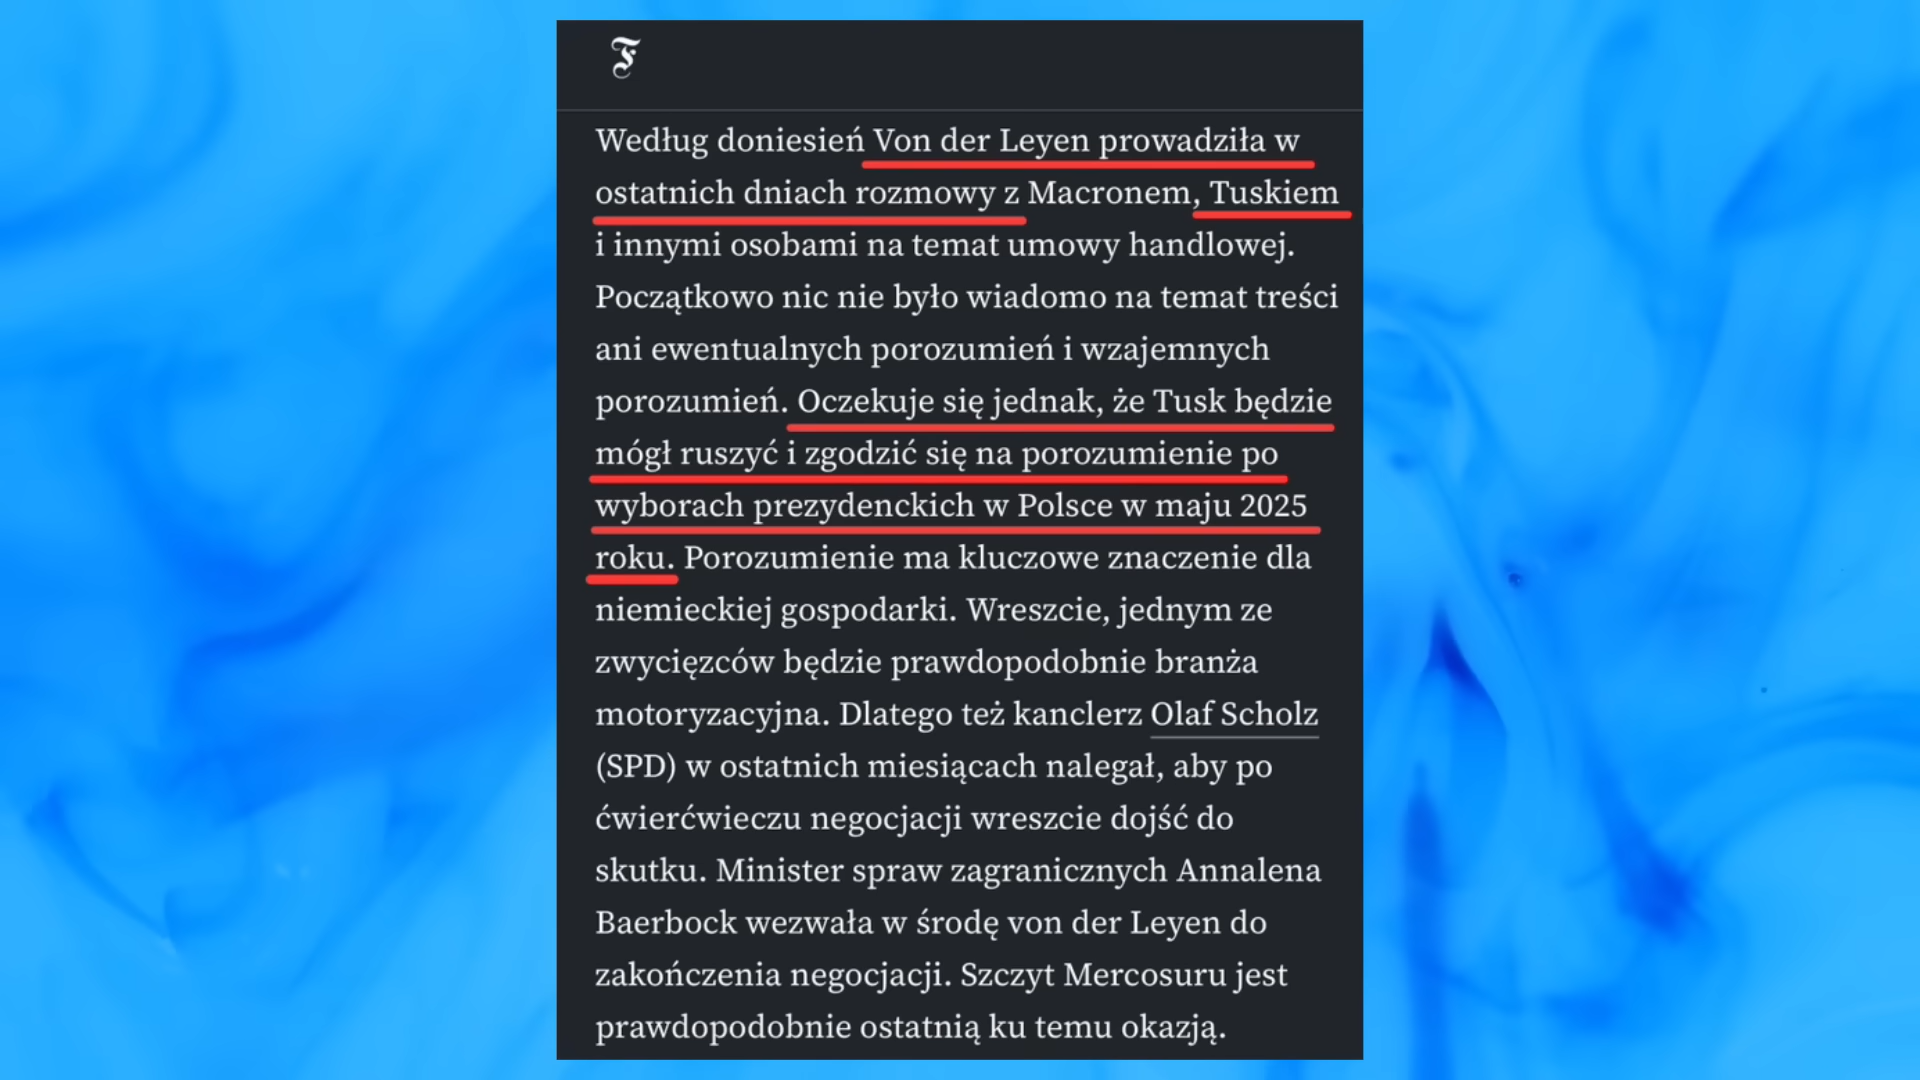 F
Według doniesień Von der Leyen prowadziła w
ostatnich dniach rozmowy z Macronem, Tuskiem
i innymi osobami na temat umowy handlowej.
Początkowo nic nie było wiadomo na temat treści
ani ewentualnych porozumień i wzajemnych
porozumień. Oczekuje się jednak, że Tusk będzie
mógł ruszyć i zgodzić się na porozumienie po
wyborach prezydenckich w Polsce w maju 2025
roku. Porozumienie ma kluczowe znaczenie dla
niemieckiej gospodarki. Wreszcie, jednym ze
zwycięzców będzie prawdopodobnie branża
motoryzacyjna. Dlatego też kanclerz Olaf Scholz
(SPD) w ostatnich miesiącach nalegał, aby po
ćwierćwieczu negocjacji wreszcie dojść do
skutku. Minister spraw zagranicznych Annalena
Baerbock wezwała w środę von der Leyen do
zakończenia negocjacji. Szczyt Mercosuru jest
prawdopodobnie ostatnią ku temu okazją.